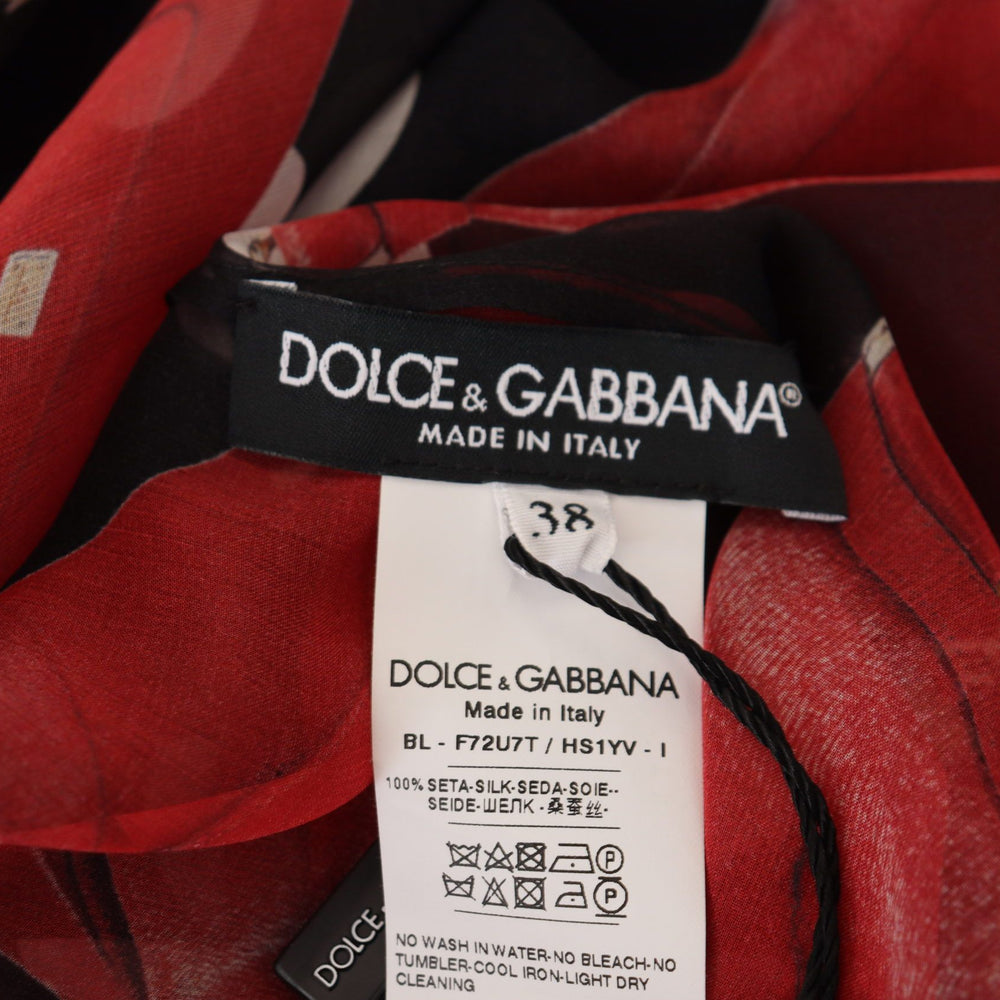 DOLCE & GABBANA®
MADE IN ITALY
38
DOLCE & GABBANA
Made in Italy
BL - F72U7T / HS1YV - I
100% SETA-SILK-SEDA-SOIE--
SEIDE-ШЕЛК -桑蚕丝-
P
P
NO WASH IN WATER-NO BLEACH-NO
TUMBLER-COOL IRON-LIGHT DRY
CLEANING
DOLCE